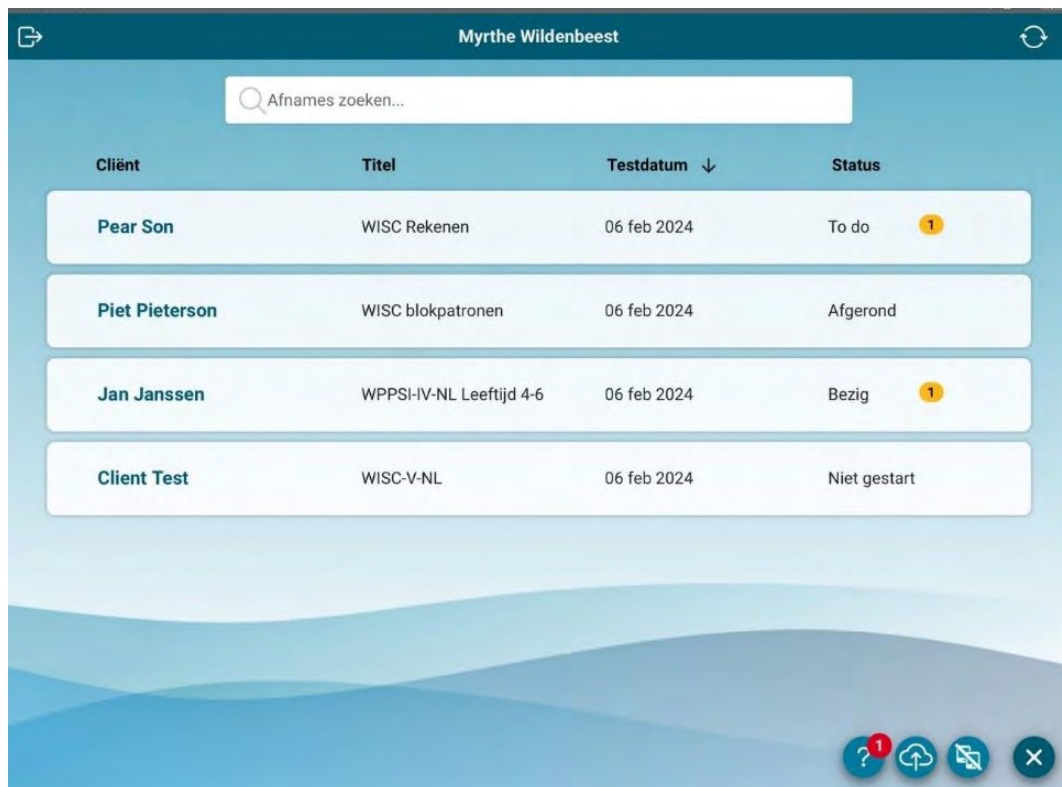 Myrthe Wildenbeest
Afnames zoeken...
Cliënt Titel Testdatum Status
Pear Son WISC Rekenen 06 feb 2024 To do 1
Piet Pieterson WISC blokpatronen 06 feb 2024 Afgerond
Jan Janssen WPPSI-IV-NL Leeftijd 4-6 06 feb 2024 Bezig 1
Client Test WISC-V-NL 06 feb 2024 Niet gestart
? 1